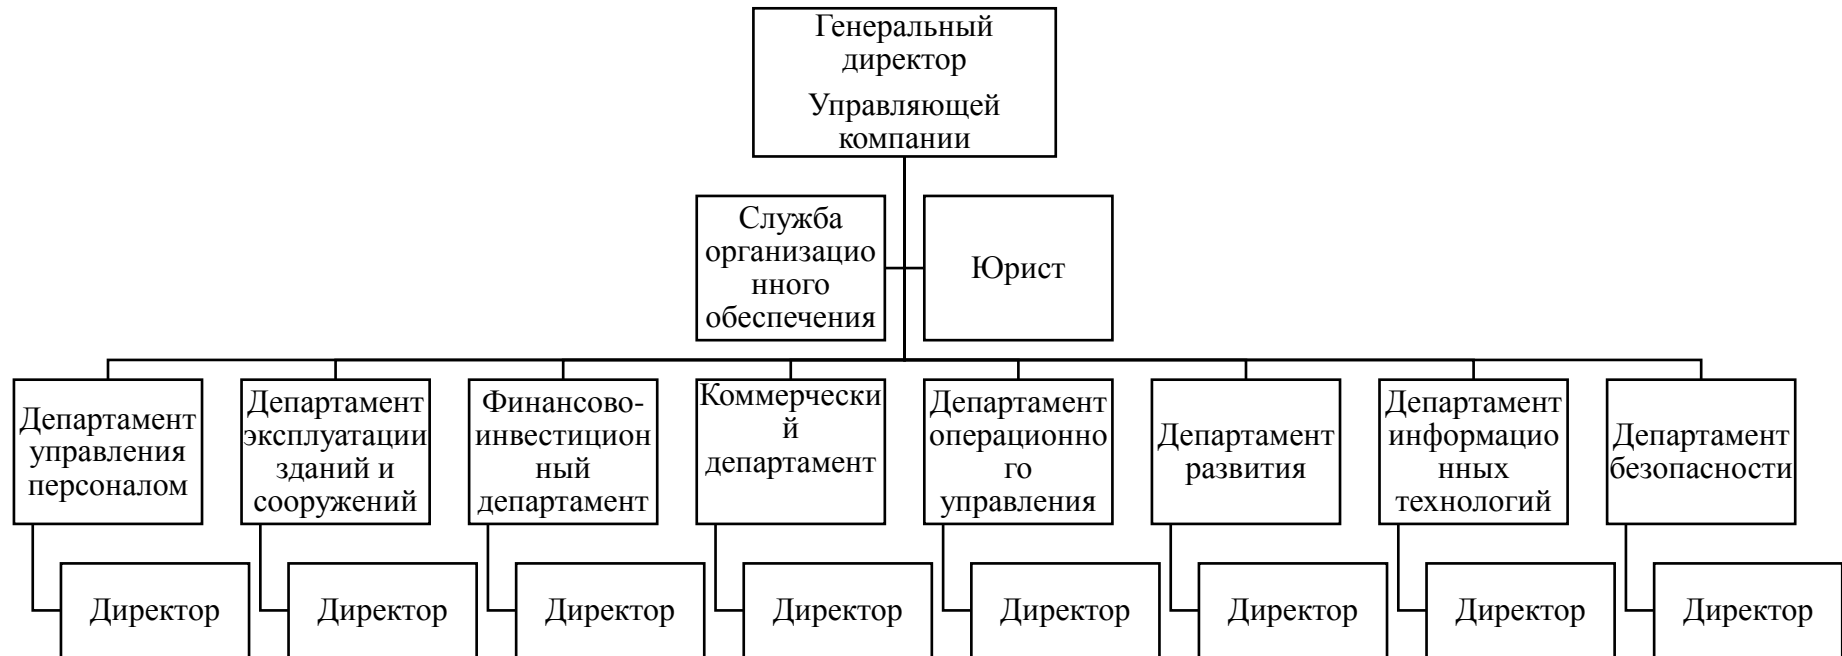 Генеральный
директор
Управляющей
компании
Служба
организацио
нного
обеспечения
Юрист
Департамент
управления
персоналом
Департамент
эксплуатации
зданий и
сооружений
Финансово-
инвестицион
ный
департамент
Коммерчески
й
департамент
Департамент
операционно
го
управления
Департамент
развития
Департамент
информацио
нных
технологий
Департамент
безопасности
Директор
Директор
Директор
Директор
Директор
Директор
Директор
Директор